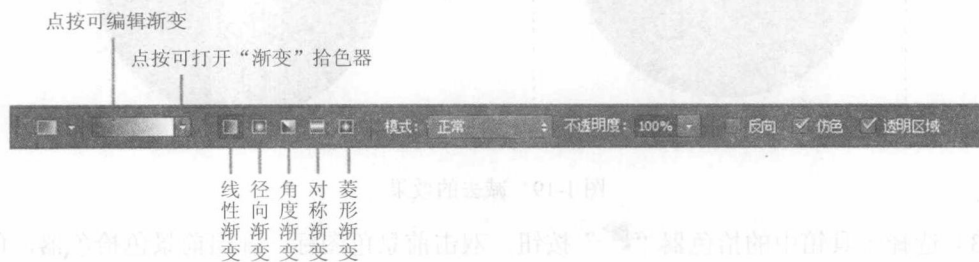 点按可编辑渐变
点按可打开“渐变”拾色器
模式: 正常 不透明度: 100% 反向 仿色 透明区域
线性渐变
径向渐变
角度渐变
对称渐变
菱形渐变